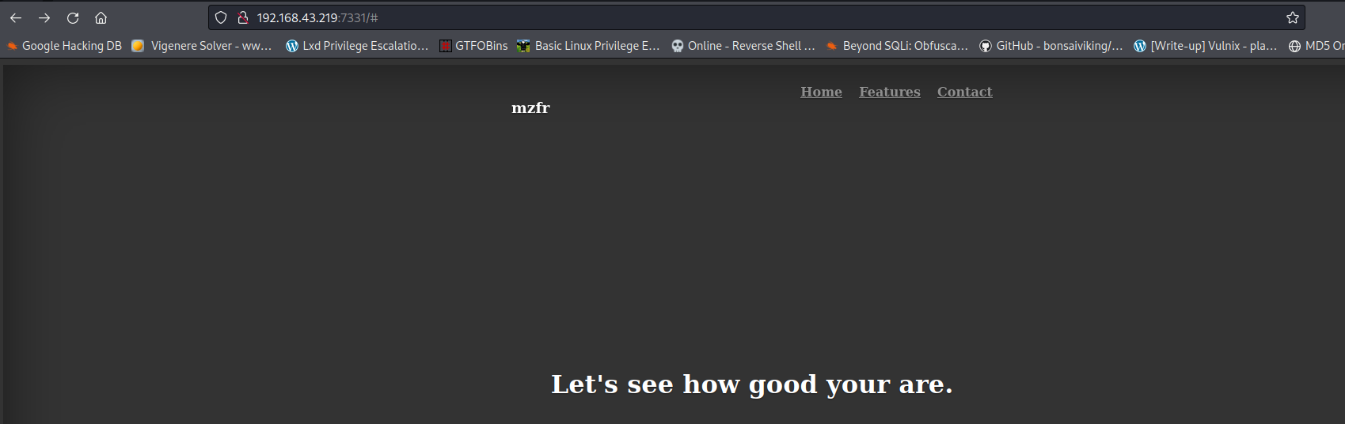 192.168.43.219:7331/#
Google Hacking DB Vigenere Solver - ww... Lxd Privilege Escalatio... GTFOBins Basic Linux Privilege E... Online - Reverse Shell ... Beyond SQLi: Obfusca... GitHub - bonsaiviking/... [Write-up] Vulnix - pla... MD5 On
Home Features Contact
mzfr
Let's see how good your are.